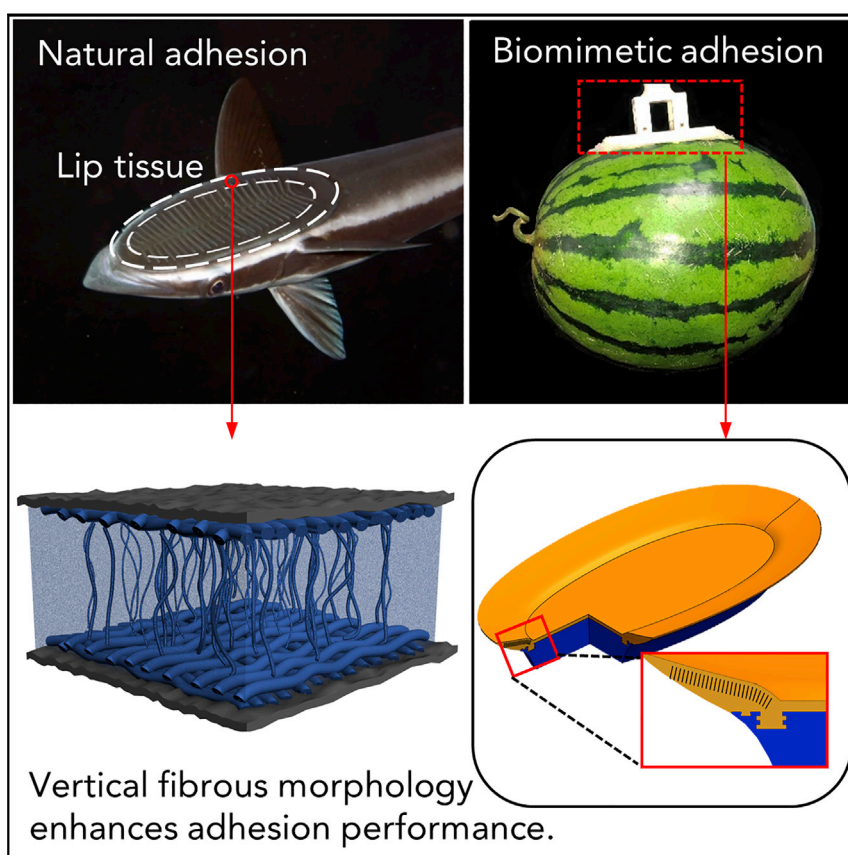 Natural adhesion
Lip tissue
Biomimetic adhesion
Vertical fibrous morphology
enhances adhesion performance.